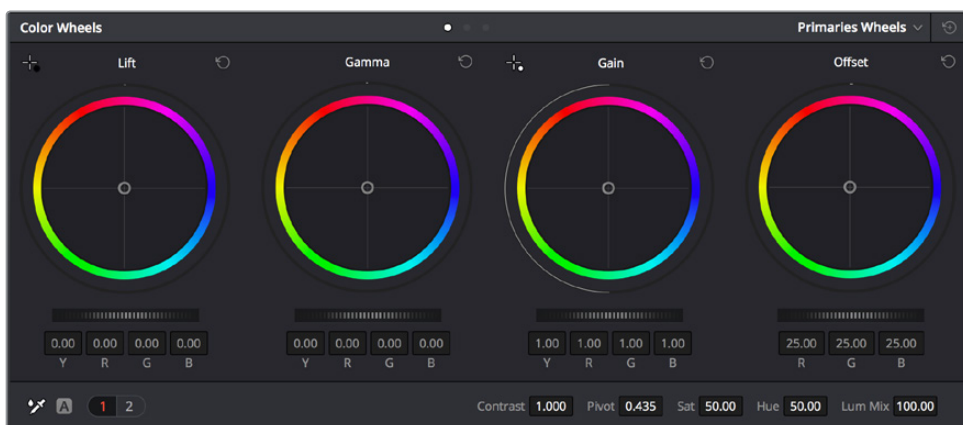 Color Wheels Primaries Wheels
Lift Gamma Gain Offset
0.00 0.00 0.00 0.00 0.00 0.00 0.00 0.00 1.00 1.00 1.00 1.00 25.00 25.00 25.00
Y R G B Y R G B Y R G B R G B
A 1 2 Contrast 1.000 Pivot 0.435 Sat 50.00 Hue 50.00 Lum Mix 100.00